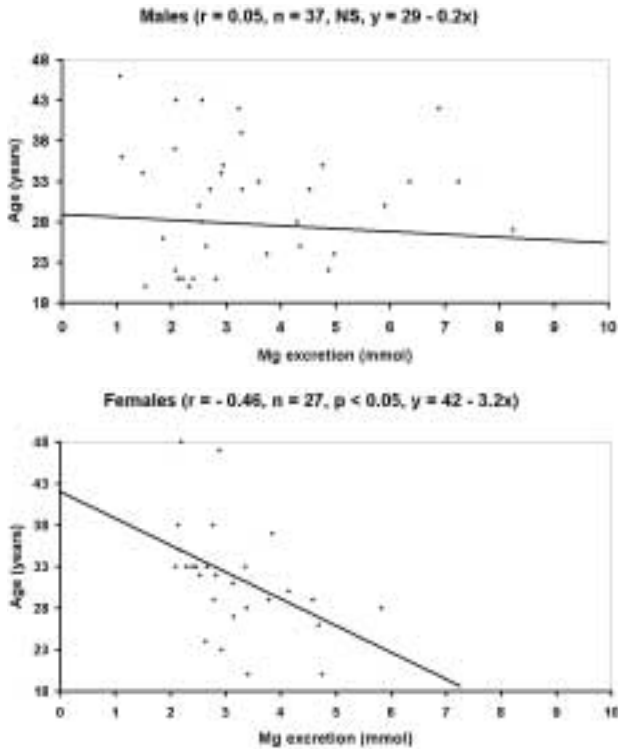 Males (r = 0.05, n = 37, NS, y = 29 - 0.2x)
48
43
38
33
28
23
18
Age (years)
0 1 2 3 4 5 6 7 8 9 10
Mg excretion (mmol)
Females (r = - 0.46, n = 27, p < 0.05, y = 42 - 3.2x)
48
43
38
33
28
23
18
Age (years)
0 1 2 3 4 5 6 7 8 9 10
Mg excretion (mmol)